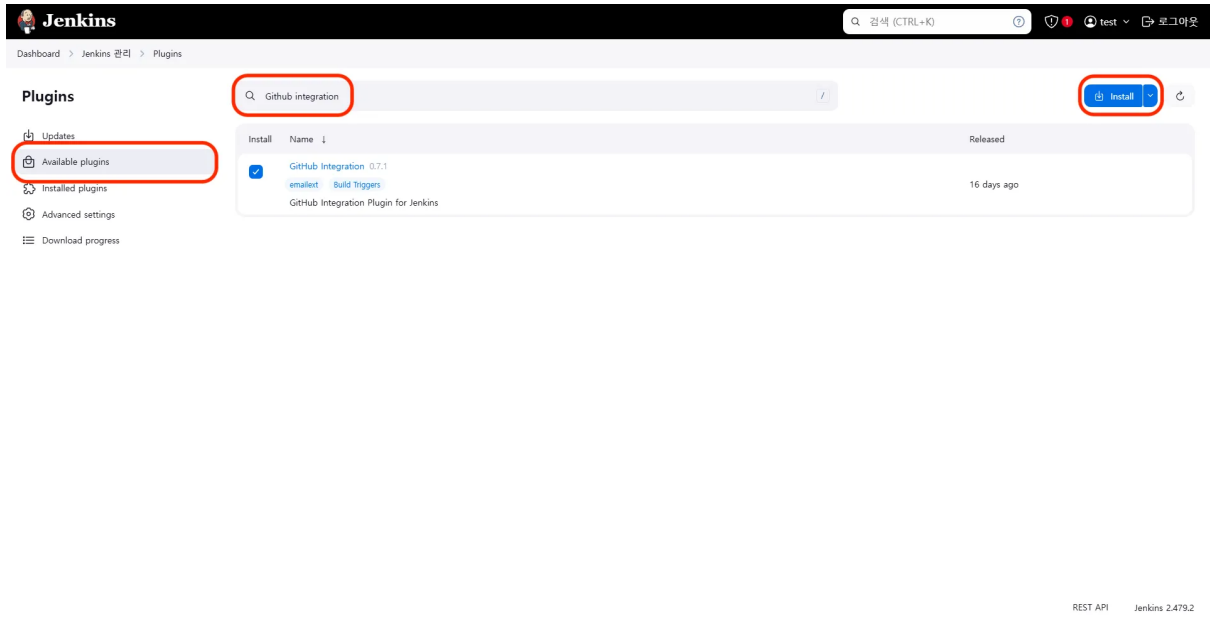 Jenkins
검색 (CTRL+K)
1
test
로그아웃
Dashboard > Jenkins 관리 > Plugins
Plugins
Github integration
/
Install
Updates
Available plugins
Installed plugins
Advanced settings
Download progress
Install Name ↓ Released
GitHub Integration 0.7.1
emailext Build Triggers
GitHub Integration Plugin for Jenkins
16 days ago
REST API Jenkins 2.479.2